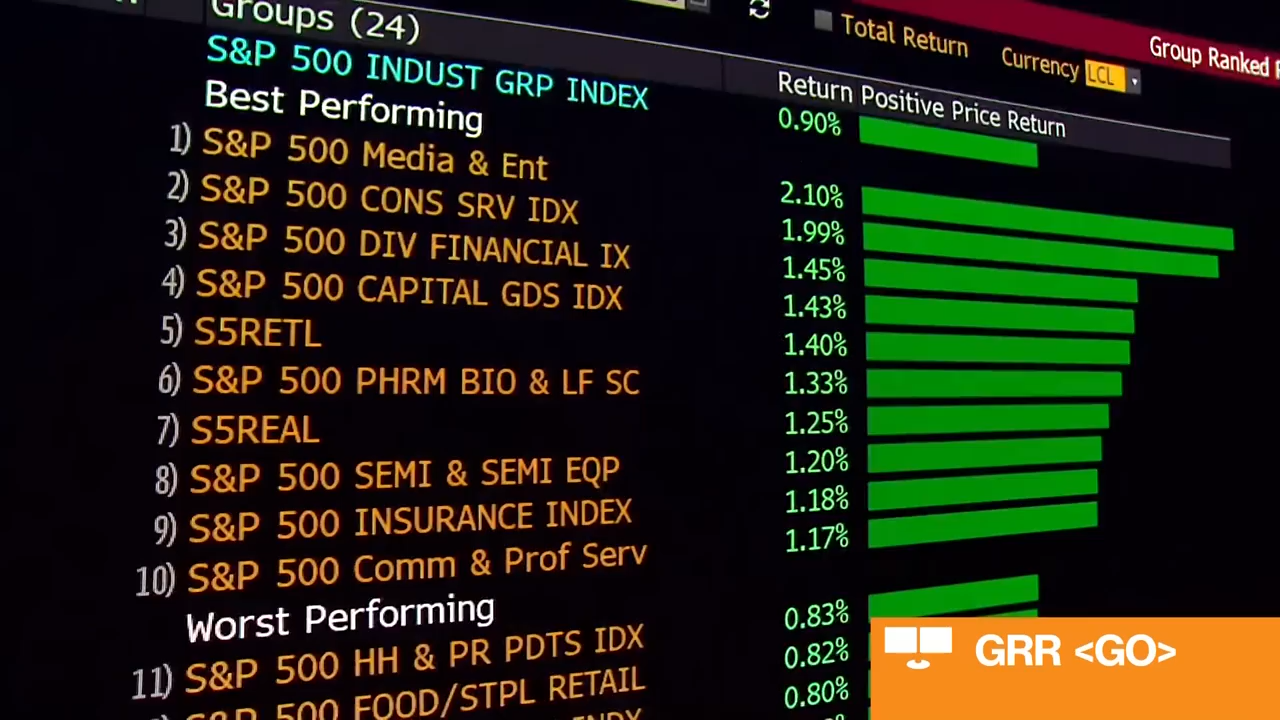 Groups (24)
Total Return
Currency LCL
Group Ranked
S&P 500 INDUST GRP INDEX
Return Positive Price Return
0.90%
Best Performing
1) S&P 500 Media & Ent 2.10%
2) S&P 500 CONS SRV IDX 1.99%
3) S&P 500 DIV FINANCIAL IX 1.45%
4) S&P 500 CAPITAL GDS IDX 1.43%
5) S5RETL 1.40%
6) S&P 500 PHRM BIO & LF SC 1.33%
7) S5REAL 1.25%
8) S&P 500 SEMI & SEMI EQP 1.20%
9) S&P 500 INSURANCE INDEX 1.18%
10) S&P 500 Comm & Prof Serv 1.17%
Worst Performing
11) S&P 500 HH & PR PDTS IDX 0.83%
S&P 500 FOOD/STPL RETAIL 0.82%
0.80%
GRR <GO>